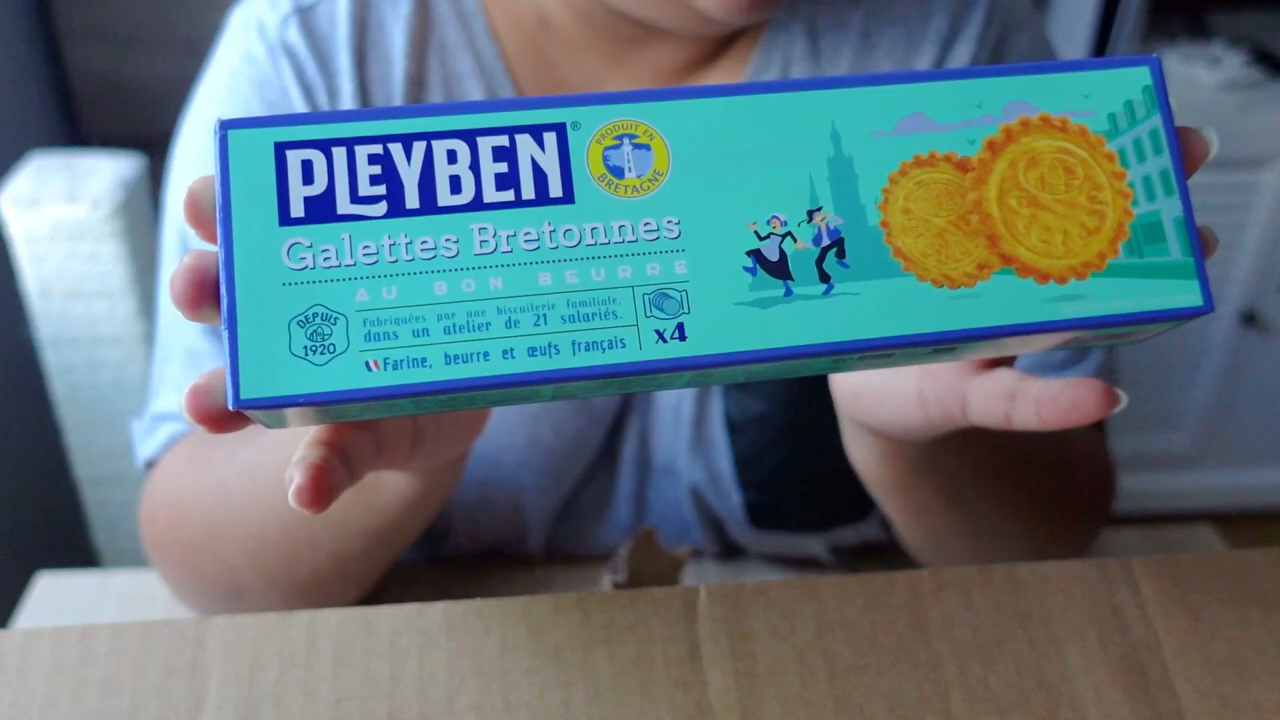 PLEYBEN®
PRODUIT EN
BRETAGNE
Galettes Bretonnes
AU BON BEURRE
DEPUIS
1920
Fabriquées par une biscuiterie familiale.
dans un atelier de 21 salariés.
Farine, beurre et œufs français
x4